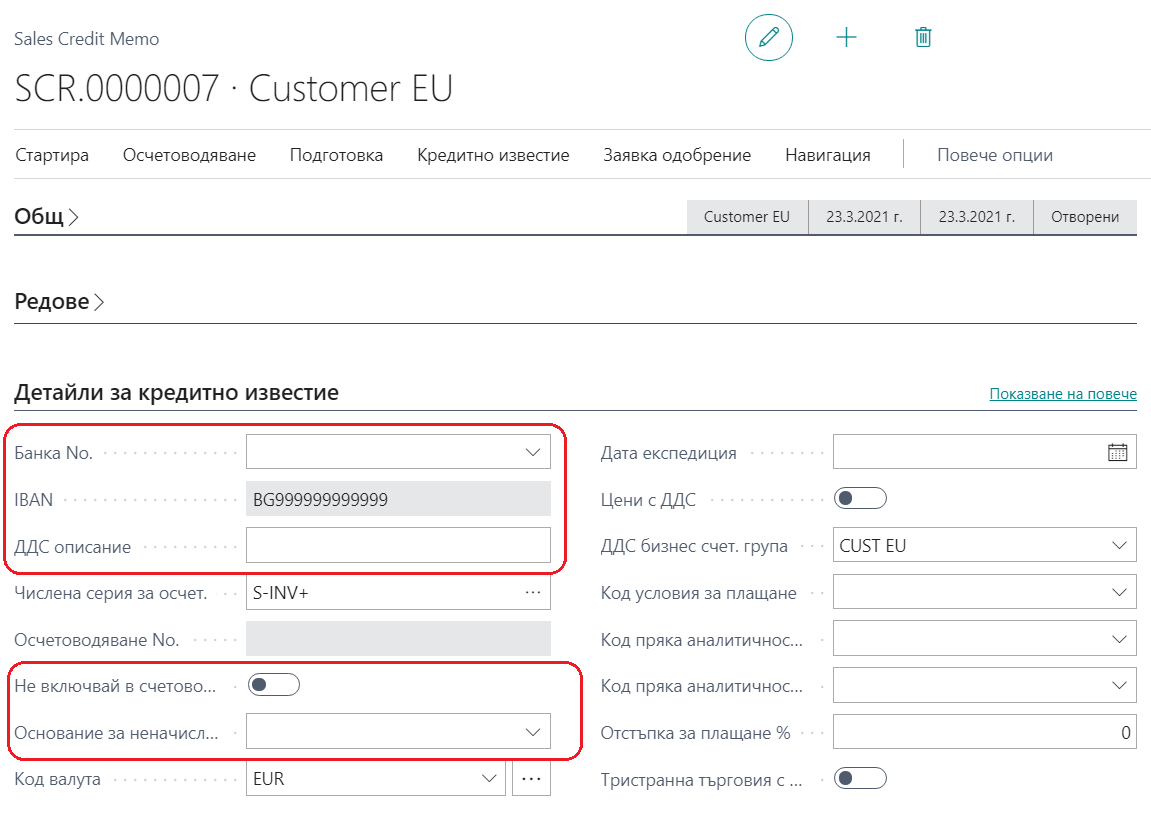 Sales Credit Memo
SCR.0000007 · Customer EU
Стартира Осчетоводяване Подготовка Кредитно известие Заявка одобрение Навигация Повече опции
Общ Customer EU 23.3.2021 г. 23.3.2021 г. Отворени
Редове
Детайли за кредитно известие Показване на повече
Банка No.
IBAN BG999999999999
ДДС описание
Числена серия за осчет. S-INV+
Осчетоводяване No.
Не включвай в счетово...
Основание за неначисл...
Код валута EUR
Дата експедиция
Цени с ДДС
ДДС бизнес счет. група CUST EU
Код условия за плащане
Код пряка аналитичнос...
Код пряка аналитичнос...
Отстъпка за плащане % 0
Тристранна търговия с ...